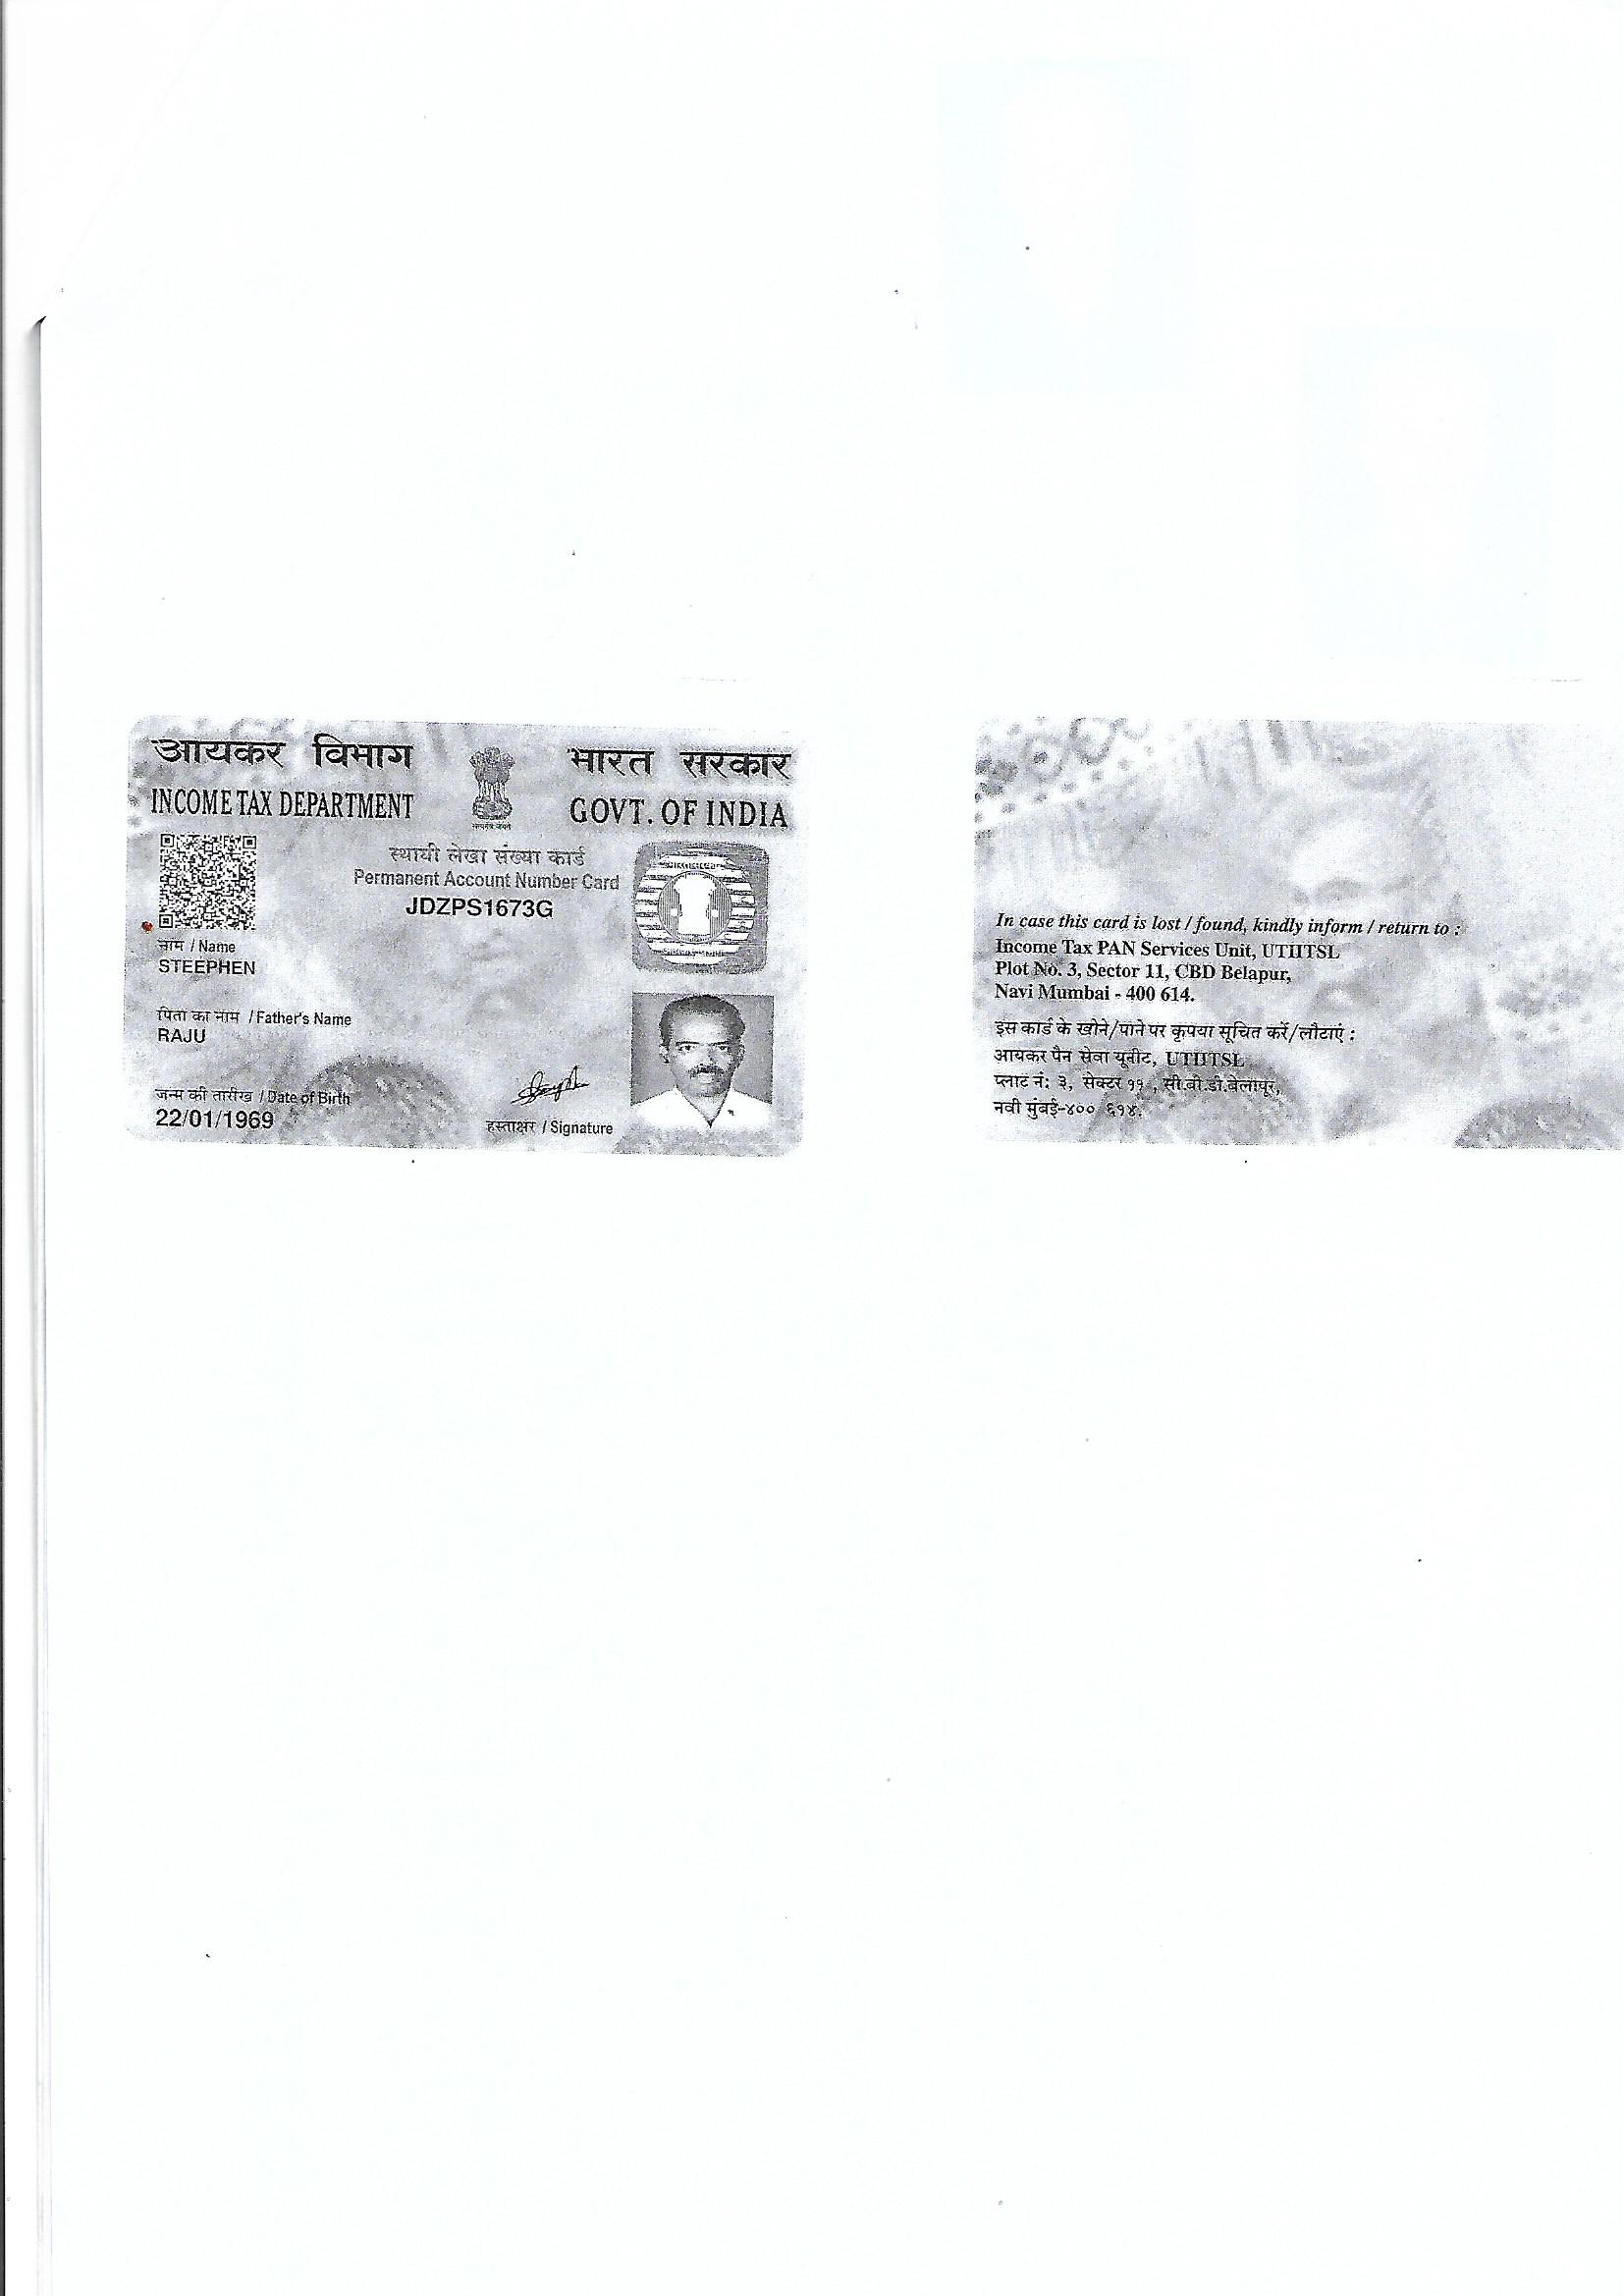 आयकर विभाग
INCOME TAX DEPARTMENT
भारत सरकार
GOVT. OF INDIA
सत्यमेव जयते
स्थायी लेखा संख्या कार्ड
Permanent Account Number Card
JDZPS1673G
नाम / Name
STEEPHEN
पिता का नाम / Father's Name
RAJU
जन्म की तारीख / Date of Birth
22/01/1969
हस्ताक्षर / Signature
In case this card is lost / found, kindly inform / return to :
Income Tax PAN Services Unit, UTIITSL
Plot No. 3, Sector 11, CBD Belapur,
Navi Mumbai - 400 614.
इस कार्ड के खोने/पाने पर कृपया सूचित करें/लौटाएं :
आयकर पैन सेवा यूनीट, UTIITSL
प्लाट नं: ३, सेक्टर ११ , सी.बी.डी.बेलापूर,
नवी मुंबई-४०० ६१४.